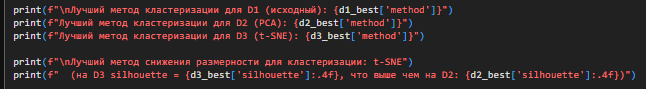 print(f"\nЛучший метод кластеризации для D1 (исходный): {d1_best['method']}")
print(f"Лучший метод кластеризации для D2 (PCA): {d2_best['method']}")
print(f"Лучший метод кластеризации для D3 (t-SNE): {d3_best['method']}")
print(f"\nЛучший метод снижения размерности для кластеризации: t-SNE")
print(f"  (на D3 silhouette = {d3_best['silhouette']:.4f}, что выше чем на D2: {d2_best['silhouette']:.4f})")